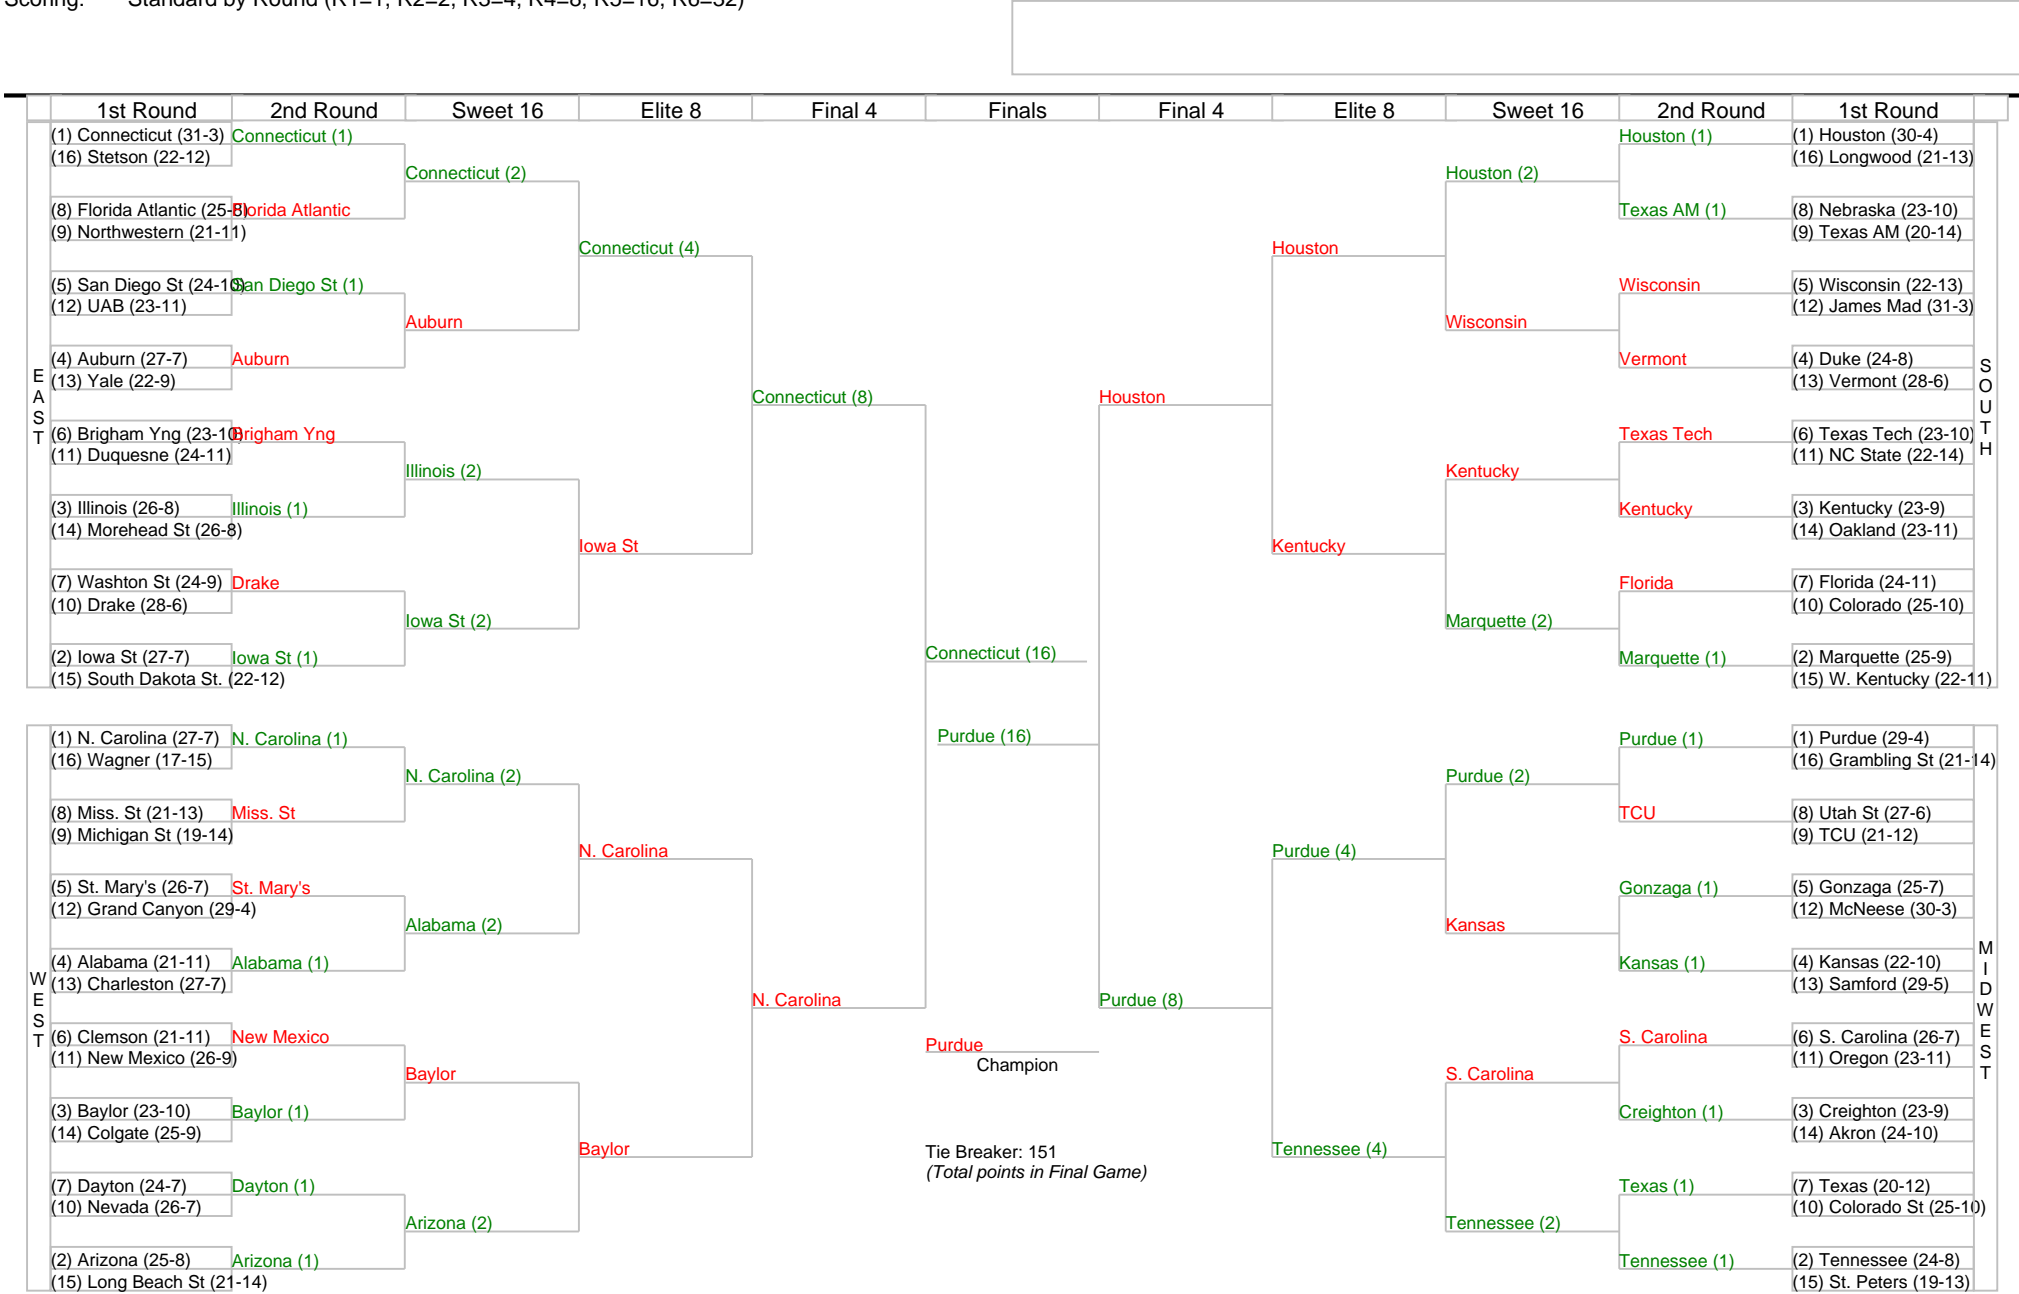 Scoring: Standard by Round (R1=1, R2=2, R3=4, R4=8, R5=16, R6=32)
1st Round 2nd Round Sweet 16 Elite 8 Final 4 Finals Final 4 Elite 8 Sweet 16 2nd Round 1st Round
EAST
(1) Connecticut (31-3)
(16) Stetson (22-12)
(8) Florida Atlantic (25-8)
(9) Northwestern (21-11)
(5) San Diego St (24-10)
(12) UAB (23-11)
(4) Auburn (27-7)
(13) Yale (22-9)
(6) Brigham Yng (23-10)
(11) Duquesne (24-11)
(3) Illinois (26-8)
(14) Morehead St (26-8)
(7) Washton St (24-9)
(10) Drake (28-6)
(2) Iowa St (27-7)
(15) South Dakota St. (22-12)
Connecticut (1)
Florida Atlantic
San Diego St (1)
Auburn
Brigham Yng
Illinois (1)
Drake
Iowa St (1)
Connecticut (2)
Auburn
Illinois (2)
Iowa St (2)
Connecticut (4)
Iowa St
Connecticut (8)
WEST
(1) N. Carolina (27-7)
(16) Wagner (17-15)
(8) Miss. St (21-13)
(9) Michigan St (19-14)
(5) St. Mary's (26-7)
(12) Grand Canyon (29-4)
(4) Alabama (21-11)
(13) Charleston (27-7)
(6) Clemson (21-11)
(11) New Mexico (26-9)
(3) Baylor (23-10)
(14) Colgate (25-9)
(7) Dayton (24-7)
(10) Nevada (26-7)
(2) Arizona (25-8)
(15) Long Beach St (21-14)
N. Carolina (1)
Miss. St
St. Mary's
Alabama (1)
New Mexico
Baylor (1)
Dayton (1)
Arizona (1)
N. Carolina (2)
Alabama (2)
Baylor
Arizona (2)
N. Carolina
Baylor
N. Carolina
Connecticut (16)
Purdue (16)
Purdue
Champion
Tie Breaker: 151
(Total points in Final Game)
Houston
Houston
Kentucky
Houston (2)
Wisconsin
Kentucky
Marquette (2)
Houston (1)
Texas AM (1)
Wisconsin
Vermont
Texas Tech
Kentucky
Florida
Marquette (1)
(1) Houston (30-4)
(16) Longwood (21-13)
(8) Nebraska (23-10)
(9) Texas AM (20-14)
(5) Wisconsin (22-13)
(12) James Mad (31-3)
(4) Duke (24-8)
(13) Vermont (28-6)
(6) Texas Tech (23-10)
(11) NC State (22-14)
(3) Kentucky (23-9)
(14) Oakland (23-11)
(7) Florida (24-11)
(10) Colorado (25-10)
(2) Marquette (25-9)
(15) W. Kentucky (22-11)
SOUTH
Purdue (8)
Purdue (4)
Tennessee (4)
Purdue (2)
Kansas
S. Carolina
Tennessee (2)
Purdue (1)
TCU
Gonzaga (1)
Kansas (1)
S. Carolina
Creighton (1)
Texas (1)
Tennessee (1)
(1) Purdue (29-4)
(16) Grambling St (21-14)
(8) Utah St (27-6)
(9) TCU (21-12)
(5) Gonzaga (25-7)
(12) McNeese (30-3)
(4) Kansas (22-10)
(13) Samford (29-5)
(6) S. Carolina (26-7)
(11) Oregon (23-11)
(3) Creighton (23-9)
(14) Akron (24-10)
(7) Texas (20-12)
(10) Colorado St (25-10)
(2) Tennessee (24-8)
(15) St. Peters (19-13)
MIDWEST